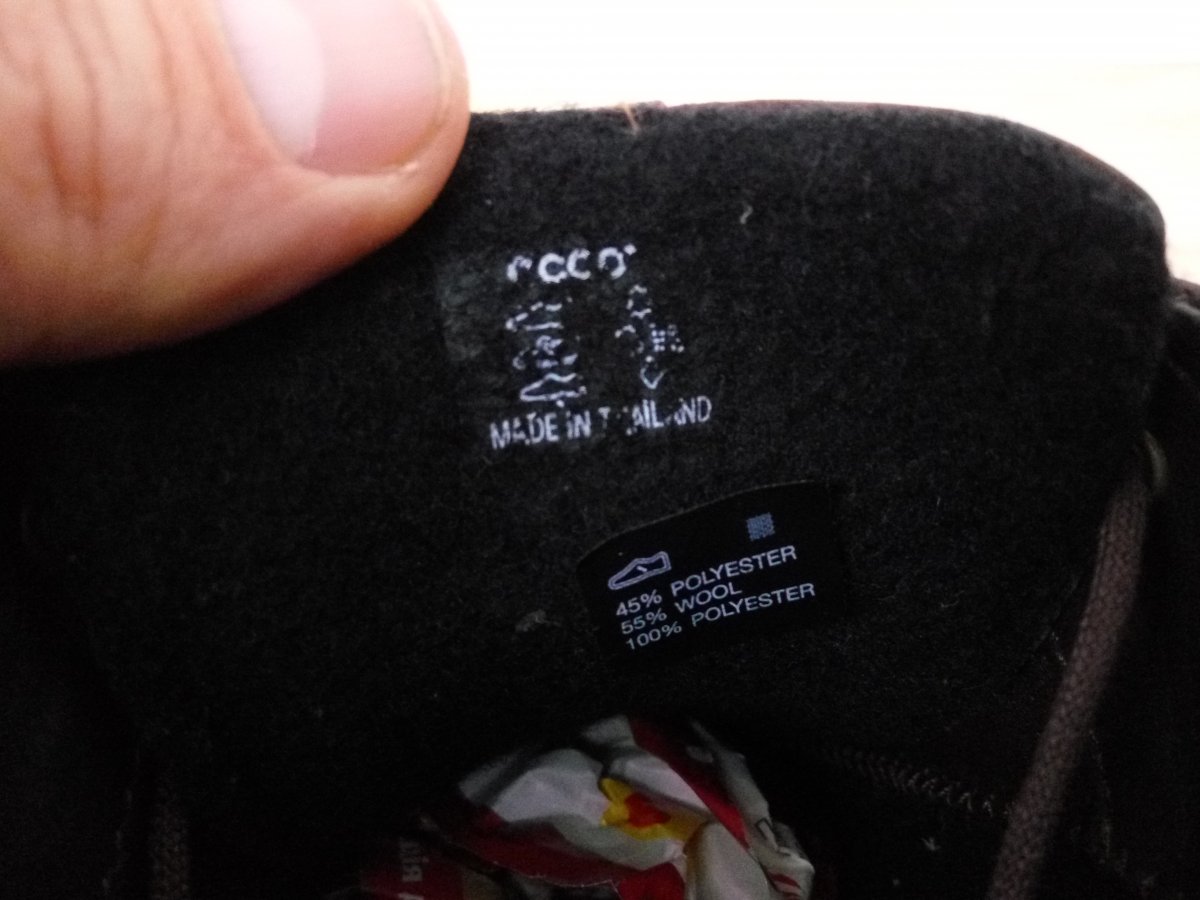 ecco
MADE IN THAILAND
45% POLYESTER
55% WOOL
100% POLYESTER